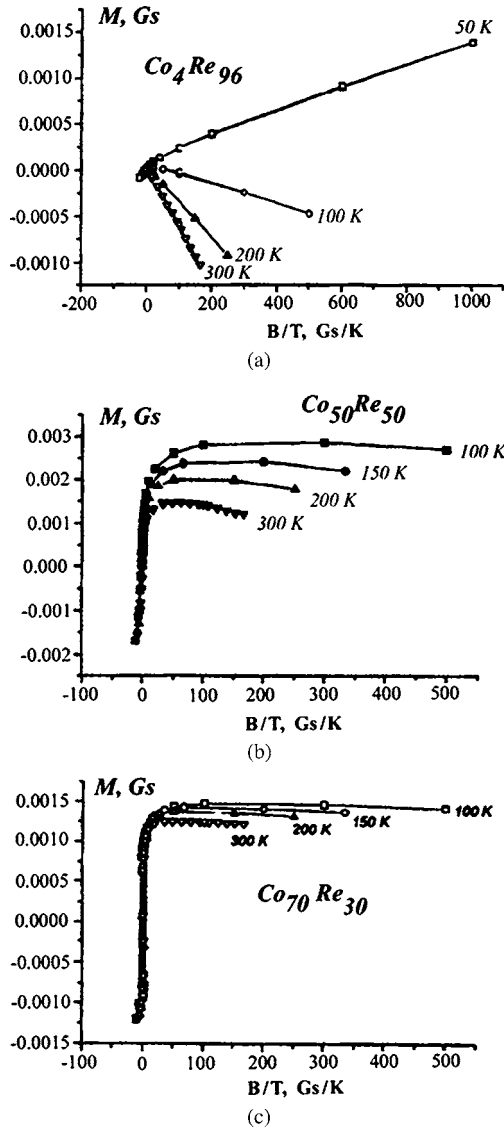 M, Gs
0.0015
50 K
Co4Re96
0.0010
0.0005
0.0000
-0.0005
100 K
200 K
-0.0010
300 K
-200 0 200 400 600 800 1000
B/T, Gs/K
(a)
M, Gs
Co50Re50
0.003
100 K
150 K
0.002
200 K
0.001
300 K
0.000
-0.001
-0.002
-100 0 100 200 300 400 500
B/T, Gs/K
(b)
M, Gs
0.0015
100 K
150 K
200 K
300 K
0.0010
0.0005
Co70Re30
0.0000
-0.0005
-0.0010
-0.0015
-100 0 100 200 300 400 500
B/T, Gs/K
(c)